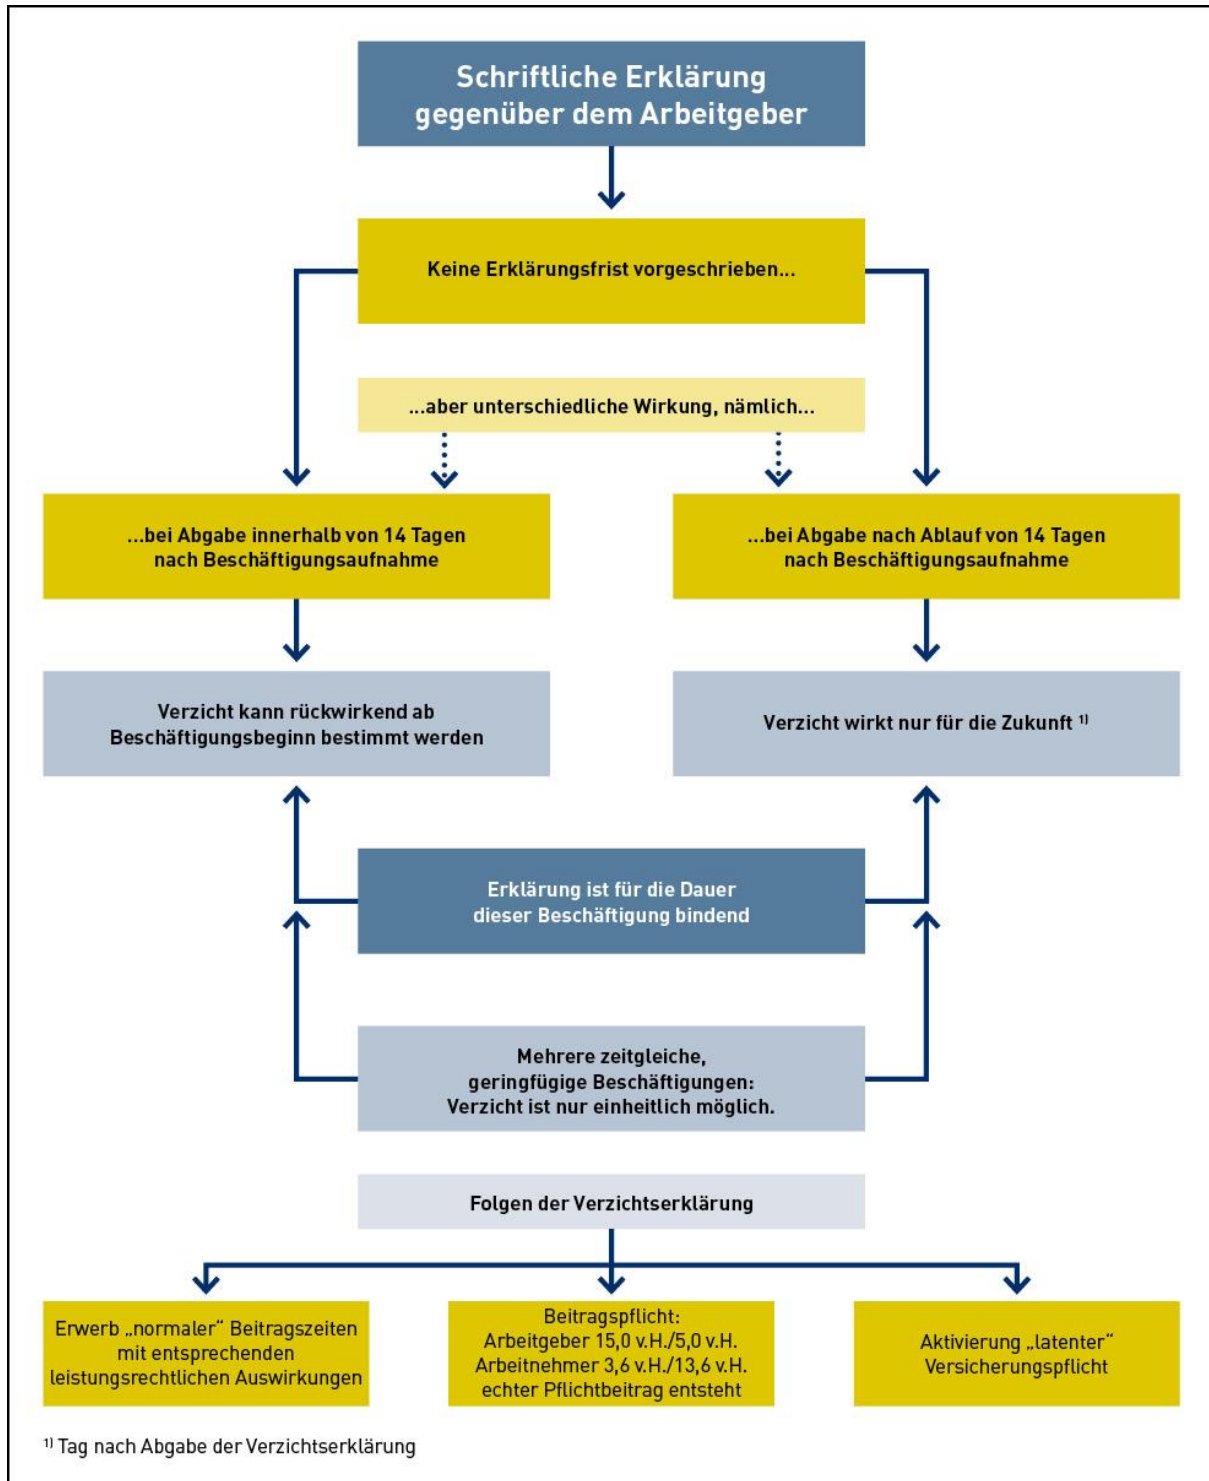 Schriftliche Erklärung
gegenüber dem Arbeitgeber
Keine Erklärungsfrist vorgeschrieben...
...aber unterschiedliche Wirkung, nämlich...
...bei Abgabe innerhalb von 14 Tagen
nach Beschäftigungsaufnahme
...bei Abgabe nach Ablauf von 14 Tagen
nach Beschäftigungsaufnahme
Verzicht kann rückwirkend ab
Beschäftigungsbeginn bestimmt werden
Verzicht wirkt nur für die Zukunft ¹⁾
Erklärung ist für die Dauer
dieser Beschäftigung bindend
Mehrere zeitgleiche,
geringfügige Beschäftigungen:
Verzicht ist nur einheitlich möglich.
Folgen der Verzichtserklärung
Erwerb „normaler“ Beitragszeiten
mit entsprechenden
leistungsrechtlichen Auswirkungen
Beitragspflicht:
Arbeitgeber 15,0 v.H./5,0 v.H.
Arbeitnehmer 3,6 v.H./13,6 v.H.
echter Pflichtbeitrag entsteht
Aktivierung „latenter“
Versicherungspflicht
¹⁾ Tag nach Abgabe der Verzichtserklärung